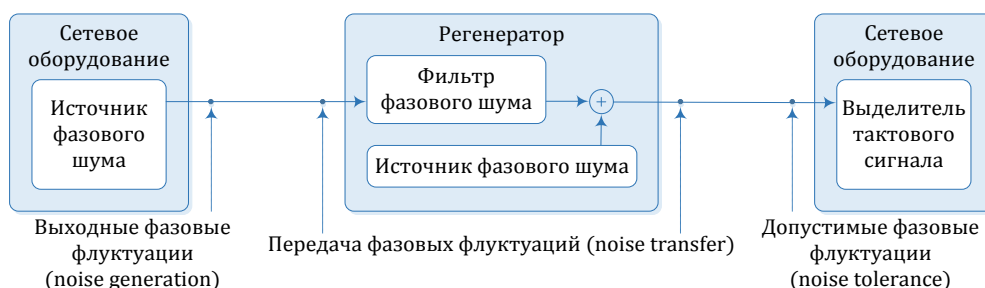 Сетевое
оборудование
Источник
фазового
шума
Регенератор
Фильтр
фазового шума
+
Источник фазового шума
Сетевое
оборудование
Выделитель
тактового
сигнала
Выходные фазовые
флуктуации
(noise generation)
Передача фазовых флуктуаций (noise transfer)
Допустимые фазовые
флуктуации
(noise tolerance)